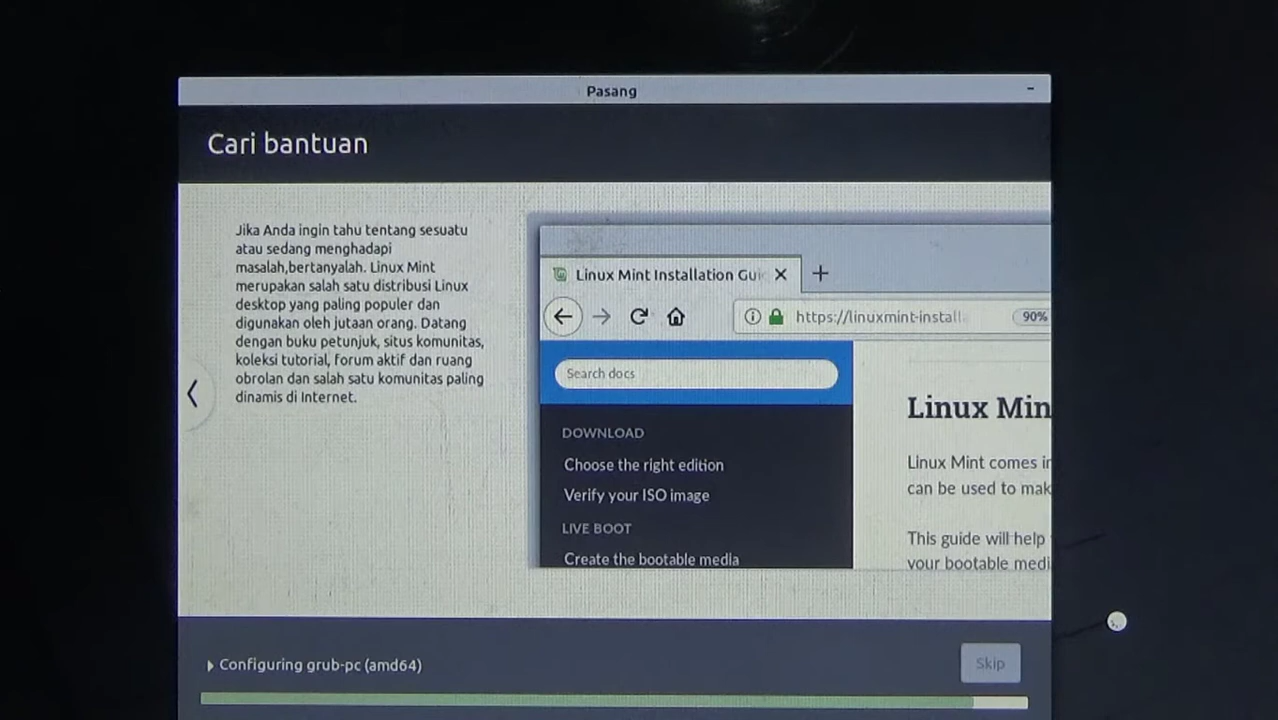 Pasang
Cari bantuan
Jika Anda ingin tahu tentang sesuatu
atau sedang menghadapi
masalah,bertanyalah. Linux Mint
merupakan salah satu distribusi Linux
desktop yang paling populer dan
digunakan oleh jutaan orang. Datang
dengan buku petunjuk, situs komunitas,
koleksi tutorial, forum aktif dan ruang
obrolan dan salah satu komunitas paling
dinamis di Internet.
Linux Mint Installation Gui
https://linuxmint-install
90%
Search docs
DOWNLOAD
Choose the right edition
Verify your ISO image
LIVE BOOT
Create the bootable media
Linux Min
Linux Mint comes in
can be used to mak
This guide will help
your bootable medi
Configuring grub-pc (amd64)
Skip